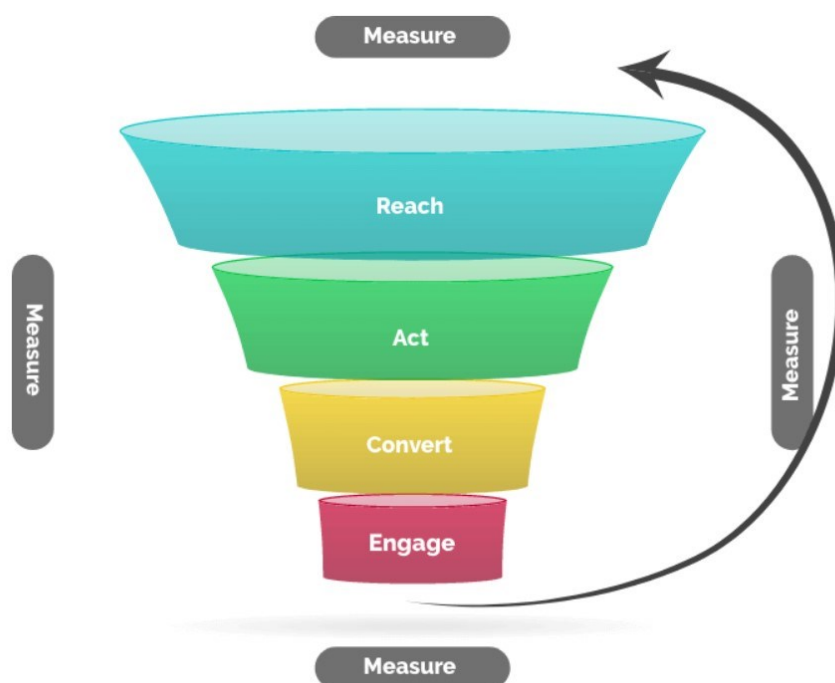 Measure
Reach
Act
Measure
Measure
Convert
Engage
Measure